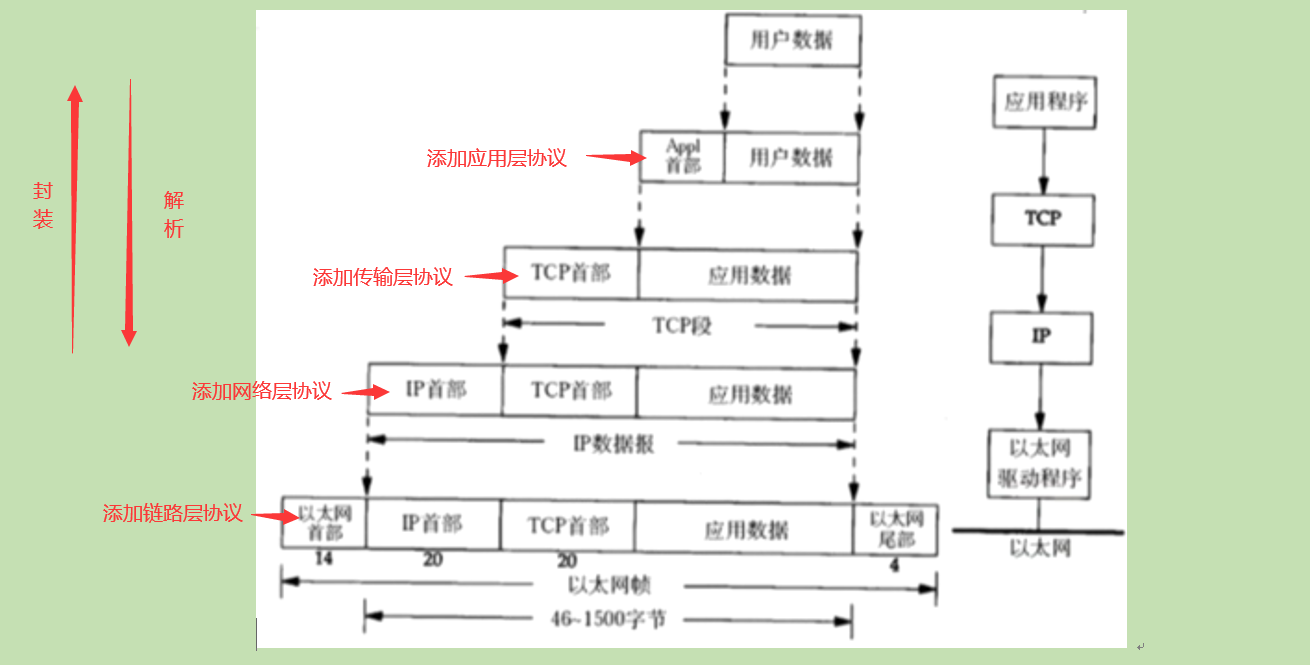 用户数据
应用程序
添加应用层协议
Appl
首部
用户数据
封
装
解
析
TCP
添加传输层协议
TCP首部
应用数据
TCP段
IP
添加网络层协议
IP首部
TCP首部
应用数据
IP数据报
以太网
驱动程序
添加链路层协议
以太网
首部
IP首部
TCP首部
应用数据
以太网
尾部
以太网
14
20
20
4
以太网帧
46~1500字节